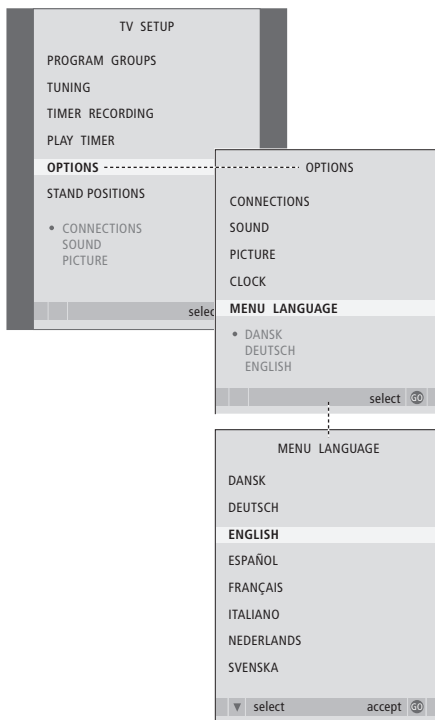 TV SETUP
PROGRAM GROUPS
TUNING
TIMER RECORDING
PLAY TIMER
OPTIONS
STAND POSITIONS
• CONNECTIONS
SOUND
PICTURE
selec
OPTIONS
CONNECTIONS
SOUND
PICTURE
CLOCK
MENU LANGUAGE
• DANSK
DEUTSCH
ENGLISH
select GO
MENU LANGUAGE
DANSK
DEUTSCH
ENGLISH
ESPAÑOL
FRANÇAIS
ITALIANO
NEDERLANDS
SVENSKA
▼ select accept GO